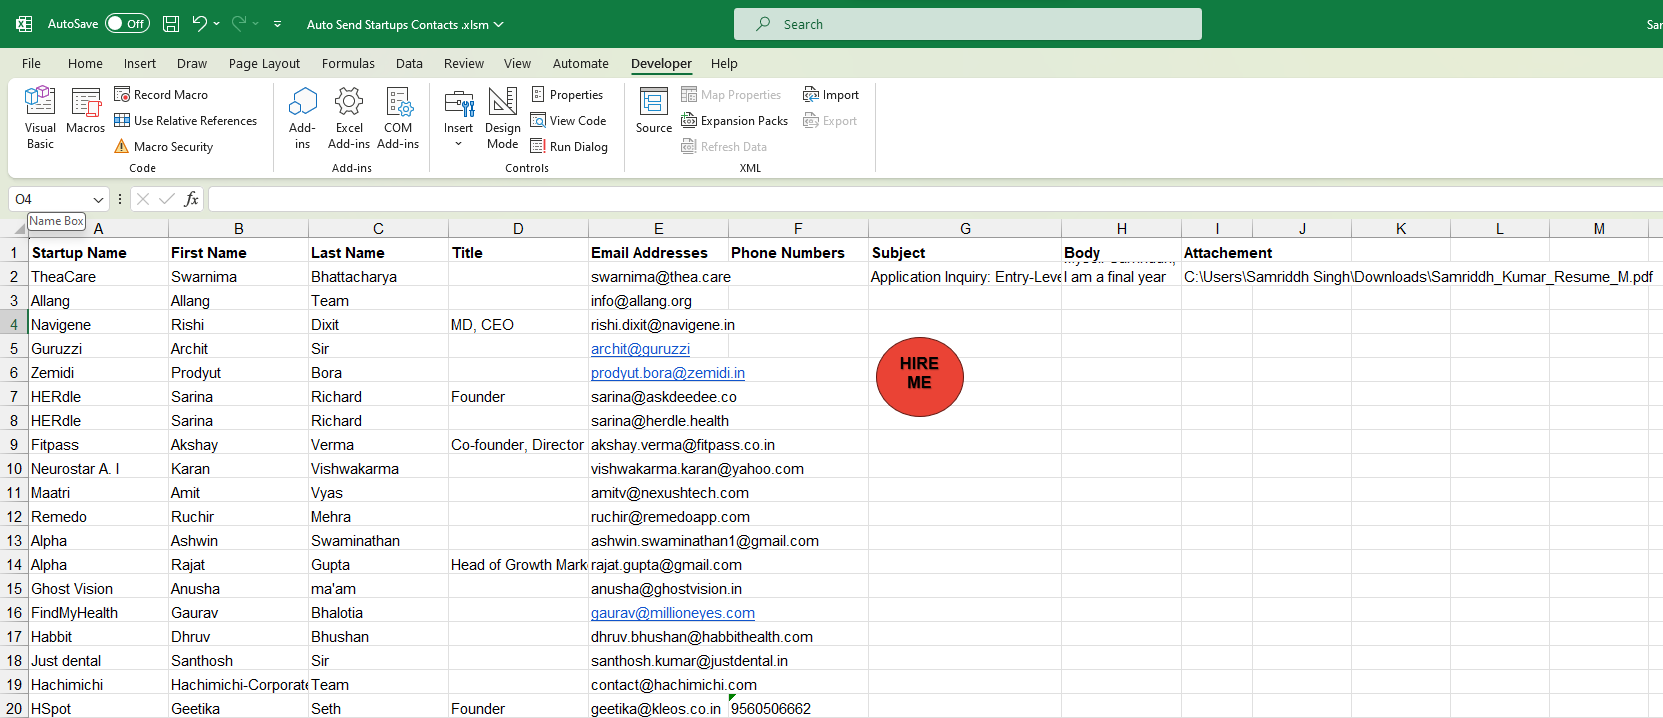 AutoSave Off Auto Send Startups Contacts .xlsm Search
File Home Insert Draw Page Layout Formulas Data Review View Automate Developer Help
Visual Basic Macros Record Macro Use Relative References Macro Security Code
Add-ins Excel Add-ins COM Add-ins Add-ins
Insert Design Mode Properties View Code Run Dialog Controls
Source Map Properties Expansion Packs Refresh Data Import Export XML
O4 fx
Name Box
A B C D E F G H I J K L M
1 Startup Name First Name Last Name Title Email Addresses Phone Numbers Subject Body Attachement
2 TheaCare Swarnima Bhattacharya swarnima@thea.care Application Inquiry: Entry-Leve I am a final year C:\Users\Samriddh Singh\Downloads\Samriddh_Kumar_Resume_M.pdf
3 Allang Allang Team info@allang.org
4 Navigene Rishi Dixit MD, CEO rishi.dixit@navigene.in
5 Guruzzi Archit Sir archit@guruzzi
6 Zemidi Prodyut Bora prodyut.bora@zemidi.in
HIRE
ME
7 HERdle Sarina Richard Founder sarina@askdeedee.co
8 HERdle Sarina Richard sarina@herdle.health
9 Fitpass Akshay Verma Co-founder, Director akshay.verma@fitpass.co.in
10 Neurostar A. I Karan Vishwakarma vishwakarma.karan@yahoo.com
11 Maatri Amit Vyas amitv@nexushtech.com
12 Remedo Ruchir Mehra ruchir@remedoapp.com
13 Alpha Ashwin Swaminathan ashwin.swaminathan1@gmail.com
14 Alpha Rajat Gupta Head of Growth Mark rajat.gupta@gmail.com
15 Ghost Vision Anusha ma'am anusha@ghostvision.in
16 FindMyHealth Gaurav Bhalotia gaurav@millioneyes.com
17 Habbit Dhruv Bhushan dhruv.bhushan@habbithealth.com
18 Just dental Santhosh Sir santhosh.kumar@justdental.in
19 Hachimichi Hachimichi-Corporate Team contact@hachimichi.com
20 HSpot Geetika Seth Founder geetika@kleos.co.in 9560506662